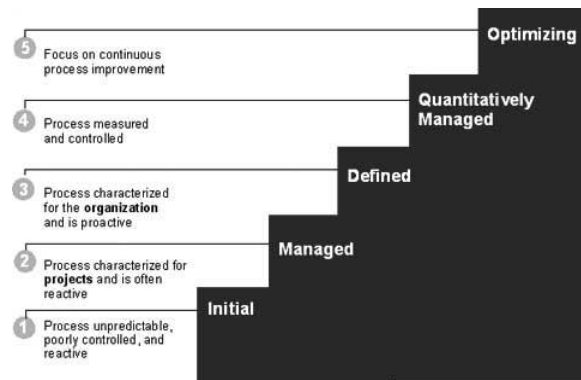 5
Optimizing
Focus on continuous
process improvement
4
Quantitatively
Managed
Process measured
and controlled
3
Defined
Process characterized
for the organization
and is proactive
2
Managed
Process characterized for
projects and is often
reactive
1
Initial
Process unpredictable,
poorly controlled, and
reactive